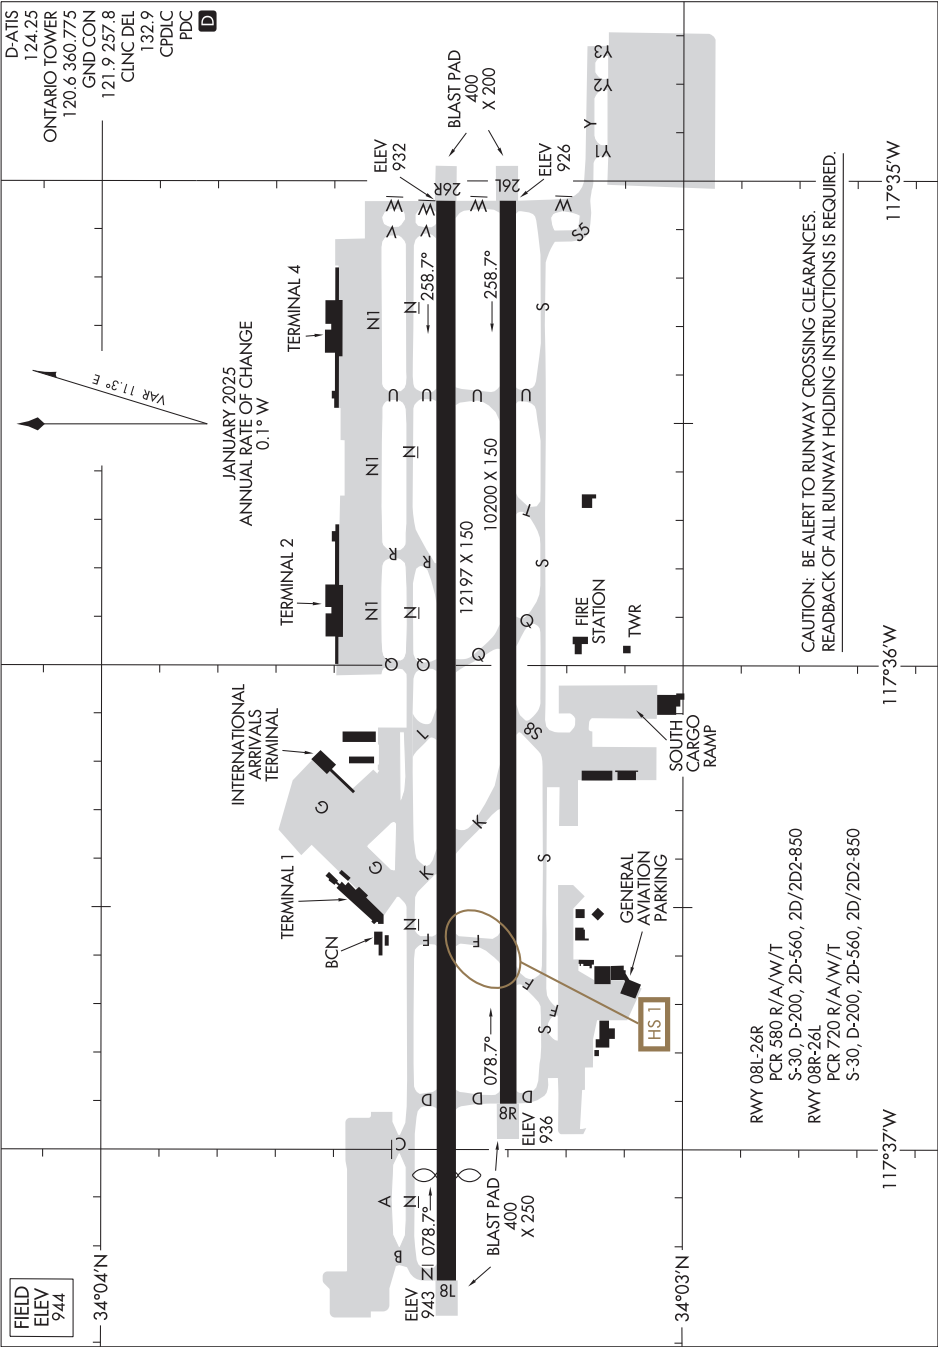 D-ATIS
124.25
ONTARIO TOWER
120.6 360.775
GND CON
121.9 257.8
CLNC DEL
132.9
CPDLC
PDC
D
FIELD
ELEV
944
34°04'N
34°03'N
117°35'W
117°36'W
117°37'W
VAR 11.3° E
JANUARY 2025
ANNUAL RATE OF CHANGE
0.1° W
TERMINAL 4
TERMINAL 2
INTERNATIONAL
ARRIVALS
TERMINAL
TERMINAL 1
BCN
BLAST PAD
400
X 200
BLAST PAD
400
X 250
ELEV
932
ELEV
926
ELEV
943
ELEV
936
26R
26L
8L
8R
258.7°
258.7°
078.7°
078.7°
12197 X 150
10200 X 150
A
B
C
D
D
D
F
F
F
F
G
G
K
K
L
N
N
N
N
N
N
N1
N1
N1
Q
Q
Q
Q
R
R
S
S
S
S
S5
S8
T
U
U
U
U
V
V
W
W
W
W
Y
Y1
Y2
Y3
FIRE
STATION
TWR
SOUTH
CARGO
RAMP
GENERAL
AVIATION
PARKING
HS 1
CAUTION: BE ALERT TO RUNWAY CROSSING CLEARANCES.
READBACK OF ALL RUNWAY HOLDING INSTRUCTIONS IS REQUIRED.
RWY 08L-26R
PCR 580 R/A/W/T
S-30, D-200, 2D-560, 2D/2D2-850
RWY 08R-26L
PCR 720 R/A/W/T
S-30, D-200, 2D-560, 2D/2D2-850